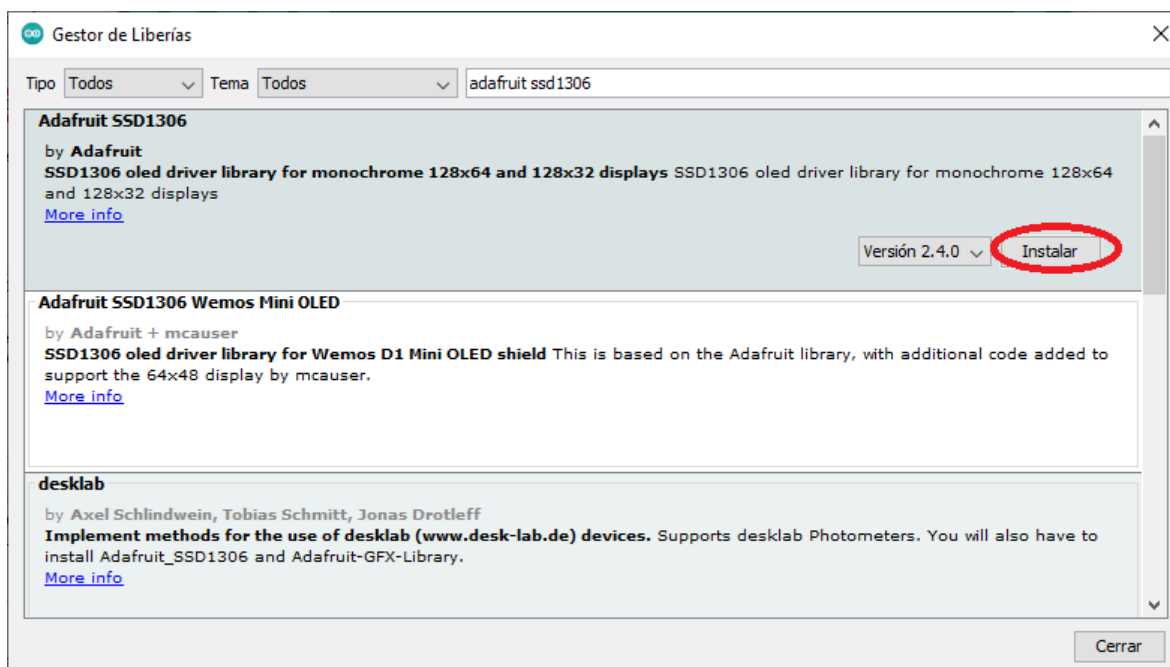 Gestor de Liberías
Tipo Todos Tema Todos adafruit ssd1306
Adafruit SSD1306
by Adafruit
SSD1306 oled driver library for monochrome 128x64 and 128x32 displays SSD1306 oled driver library for monochrome 128x64
and 128x32 displays
More info
Versión 2.4.0 Instalar
Adafruit SSD1306 Wemos Mini OLED
by Adafruit + mcauser
SSD1306 oled driver library for Wemos D1 Mini OLED shield This is based on the Adafruit library, with additional code added to
support the 64x48 display by mcauser.
More info
desklab
by Axel Schlindwein, Tobias Schmitt, Jonas Drotleff
Implement methods for the use of desklab (www.desk-lab.de) devices. Supports desklab Photometers. You will also have to
install Adafruit_SSD1306 and Adafruit-GFX-Library.
More info
Cerrar